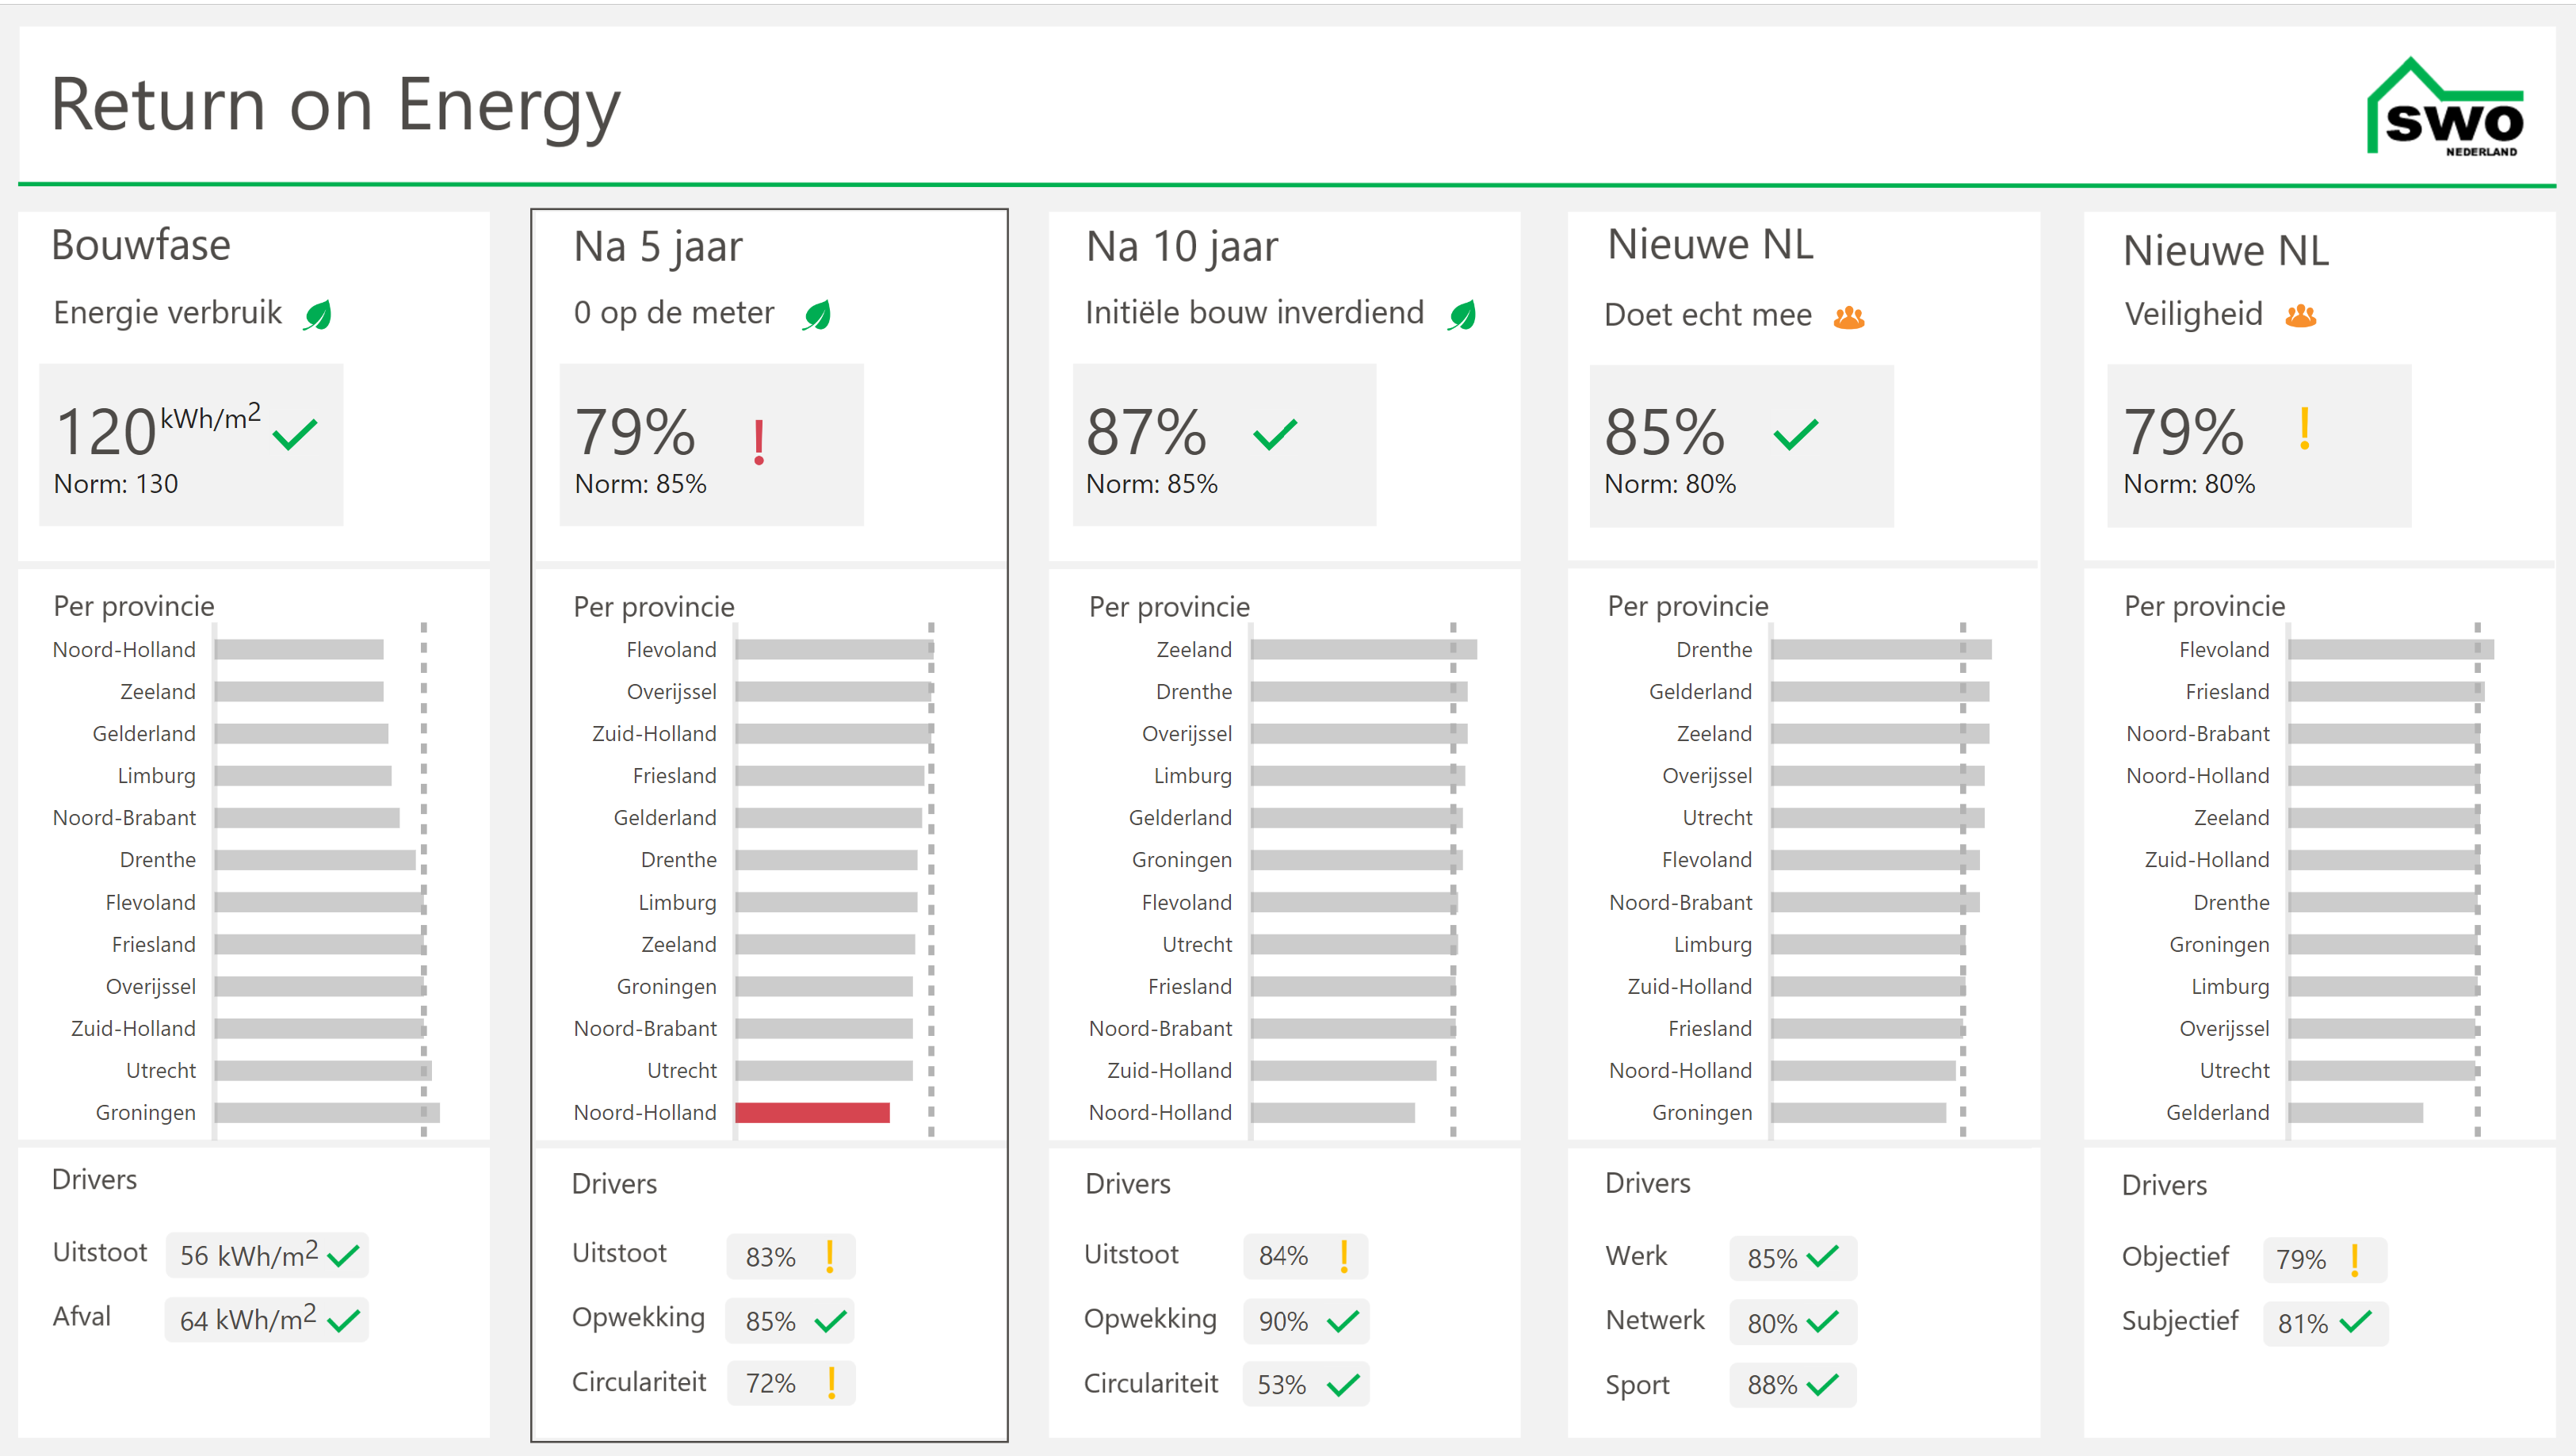 Return on Energy
SWO
NEDERLAND
Bouwfase
Energie verbruik
120 kWh/m²
Norm: 130
Per provincie
Noord-Holland
Zeeland
Gelderland
Limburg
Noord-Brabant
Drenthe
Flevoland
Friesland
Overijssel
Zuid-Holland
Utrecht
Groningen
Drivers
Uitstoot 56 kWh/m²
Afval 64 kWh/m²
Na 5 jaar
0 op de meter
79% !
Norm: 85%
Per provincie
Flevoland
Overijssel
Zuid-Holland
Friesland
Gelderland
Drenthe
Limburg
Zeeland
Groningen
Noord-Brabant
Utrecht
Noord-Holland
Drivers
Uitstoot 83% !
Opwekking 85%
Circulariteit 72% !
Na 10 jaar
Initiële bouw inverdiend
87%
Norm: 85%
Per provincie
Zeeland
Drenthe
Overijssel
Limburg
Gelderland
Groningen
Flevoland
Utrecht
Friesland
Noord-Brabant
Zuid-Holland
Noord-Holland
Drivers
Uitstoot 84% !
Opwekking 90%
Circulariteit 53%
Nieuwe NL
Doet echt mee
85%
Norm: 80%
Per provincie
Drenthe
Gelderland
Zeeland
Overijssel
Utrecht
Flevoland
Noord-Brabant
Limburg
Zuid-Holland
Friesland
Noord-Holland
Groningen
Drivers
Werk 85%
Netwerk 80%
Sport 88%
Nieuwe NL
Veiligheid
79% !
Norm: 80%
Per provincie
Flevoland
Friesland
Noord-Brabant
Noord-Holland
Zeeland
Zuid-Holland
Drenthe
Groningen
Limburg
Overijssel
Utrecht
Gelderland
Drivers
Objectief 79% !
Subjectief 81%